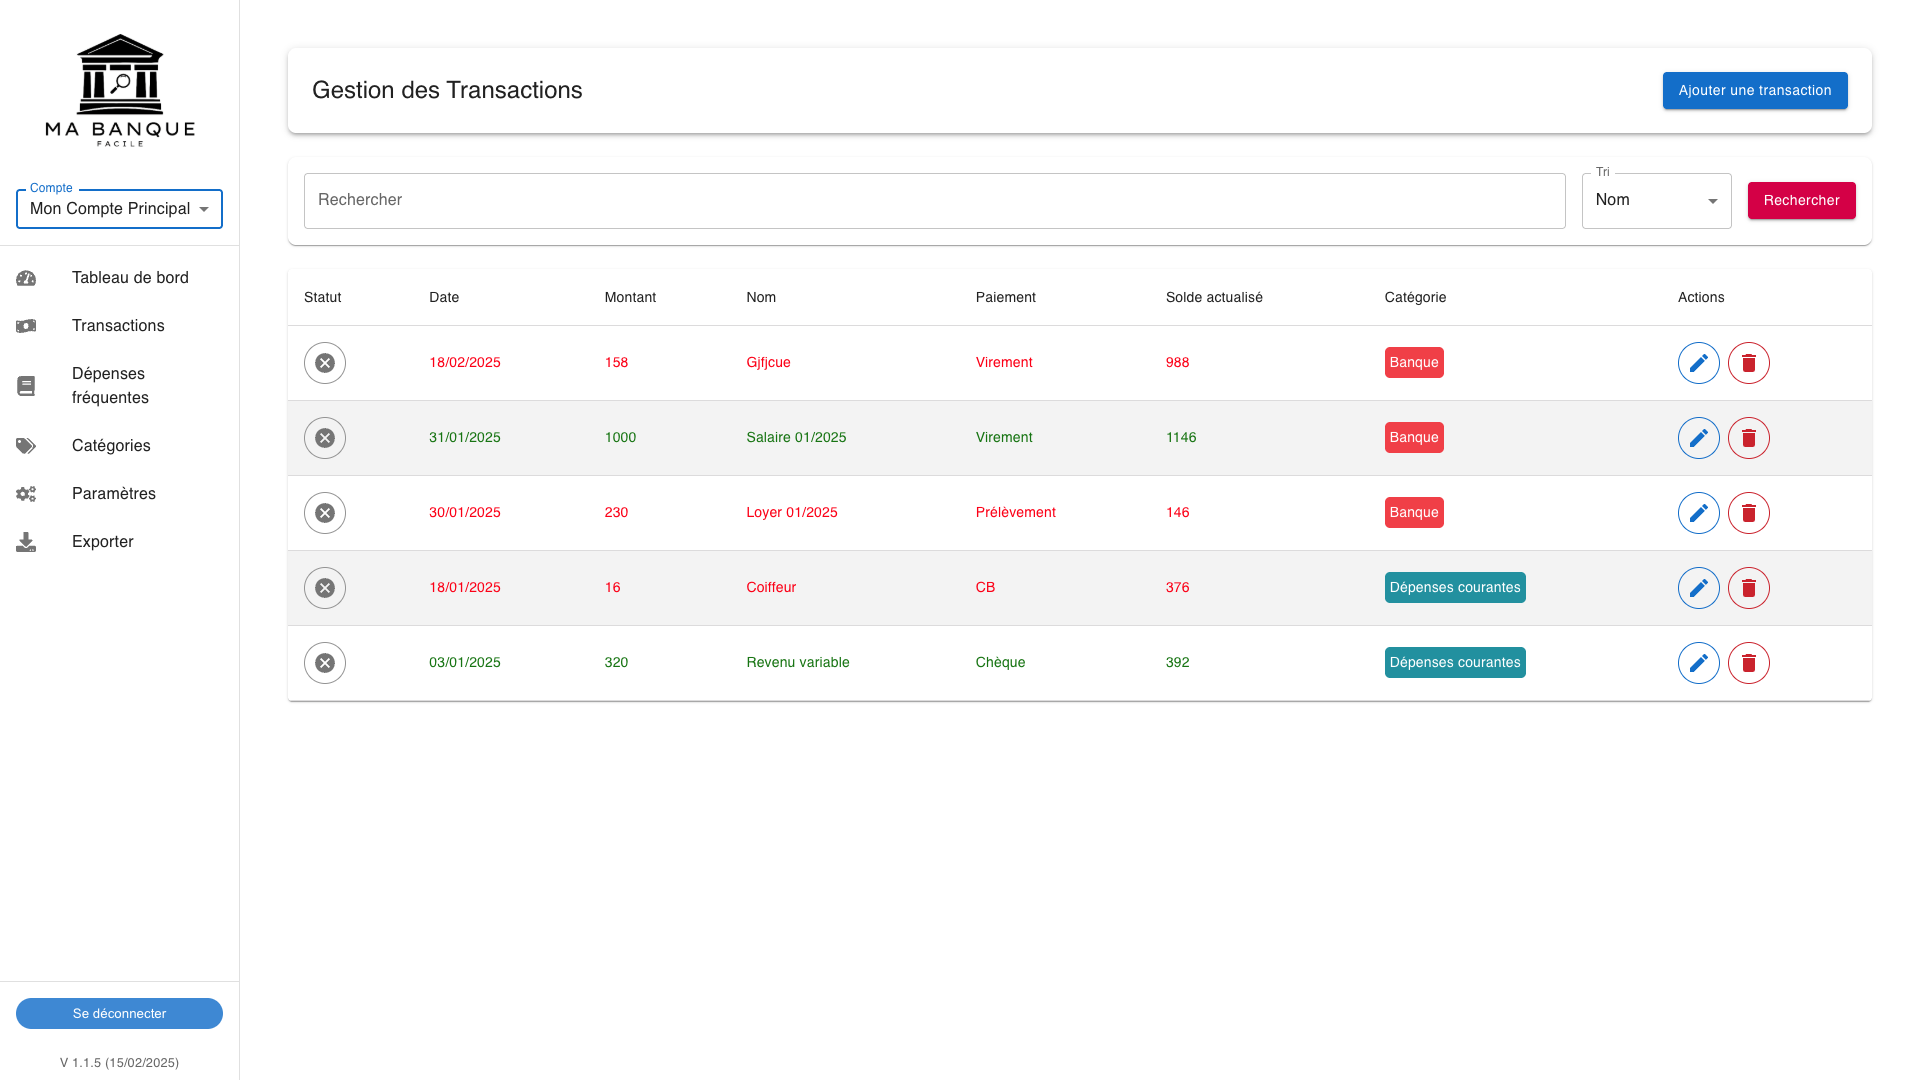 MA BANQUE
FACILE
Compte
Mon Compte Principal
Tableau de bord
Transactions
Dépenses
fréquentes
Catégories
Paramètres
Exporter
Se déconnecter
V 1.1.5 (15/02/2025)
Gestion des Transactions
Ajouter une transaction
Rechercher
Tri
Nom
Rechercher
Statut Date Montant Nom Paiement Solde actualisé Catégorie Actions
18/02/2025 158 Gjfjcue Virement 988 Banque
31/01/2025 1000 Salaire 01/2025 Virement 1146 Banque
30/01/2025 230 Loyer 01/2025 Prélèvement 146 Banque
18/01/2025 16 Coiffeur CB 376 Dépenses courantes
03/01/2025 320 Revenu variable Chèque 392 Dépenses courantes